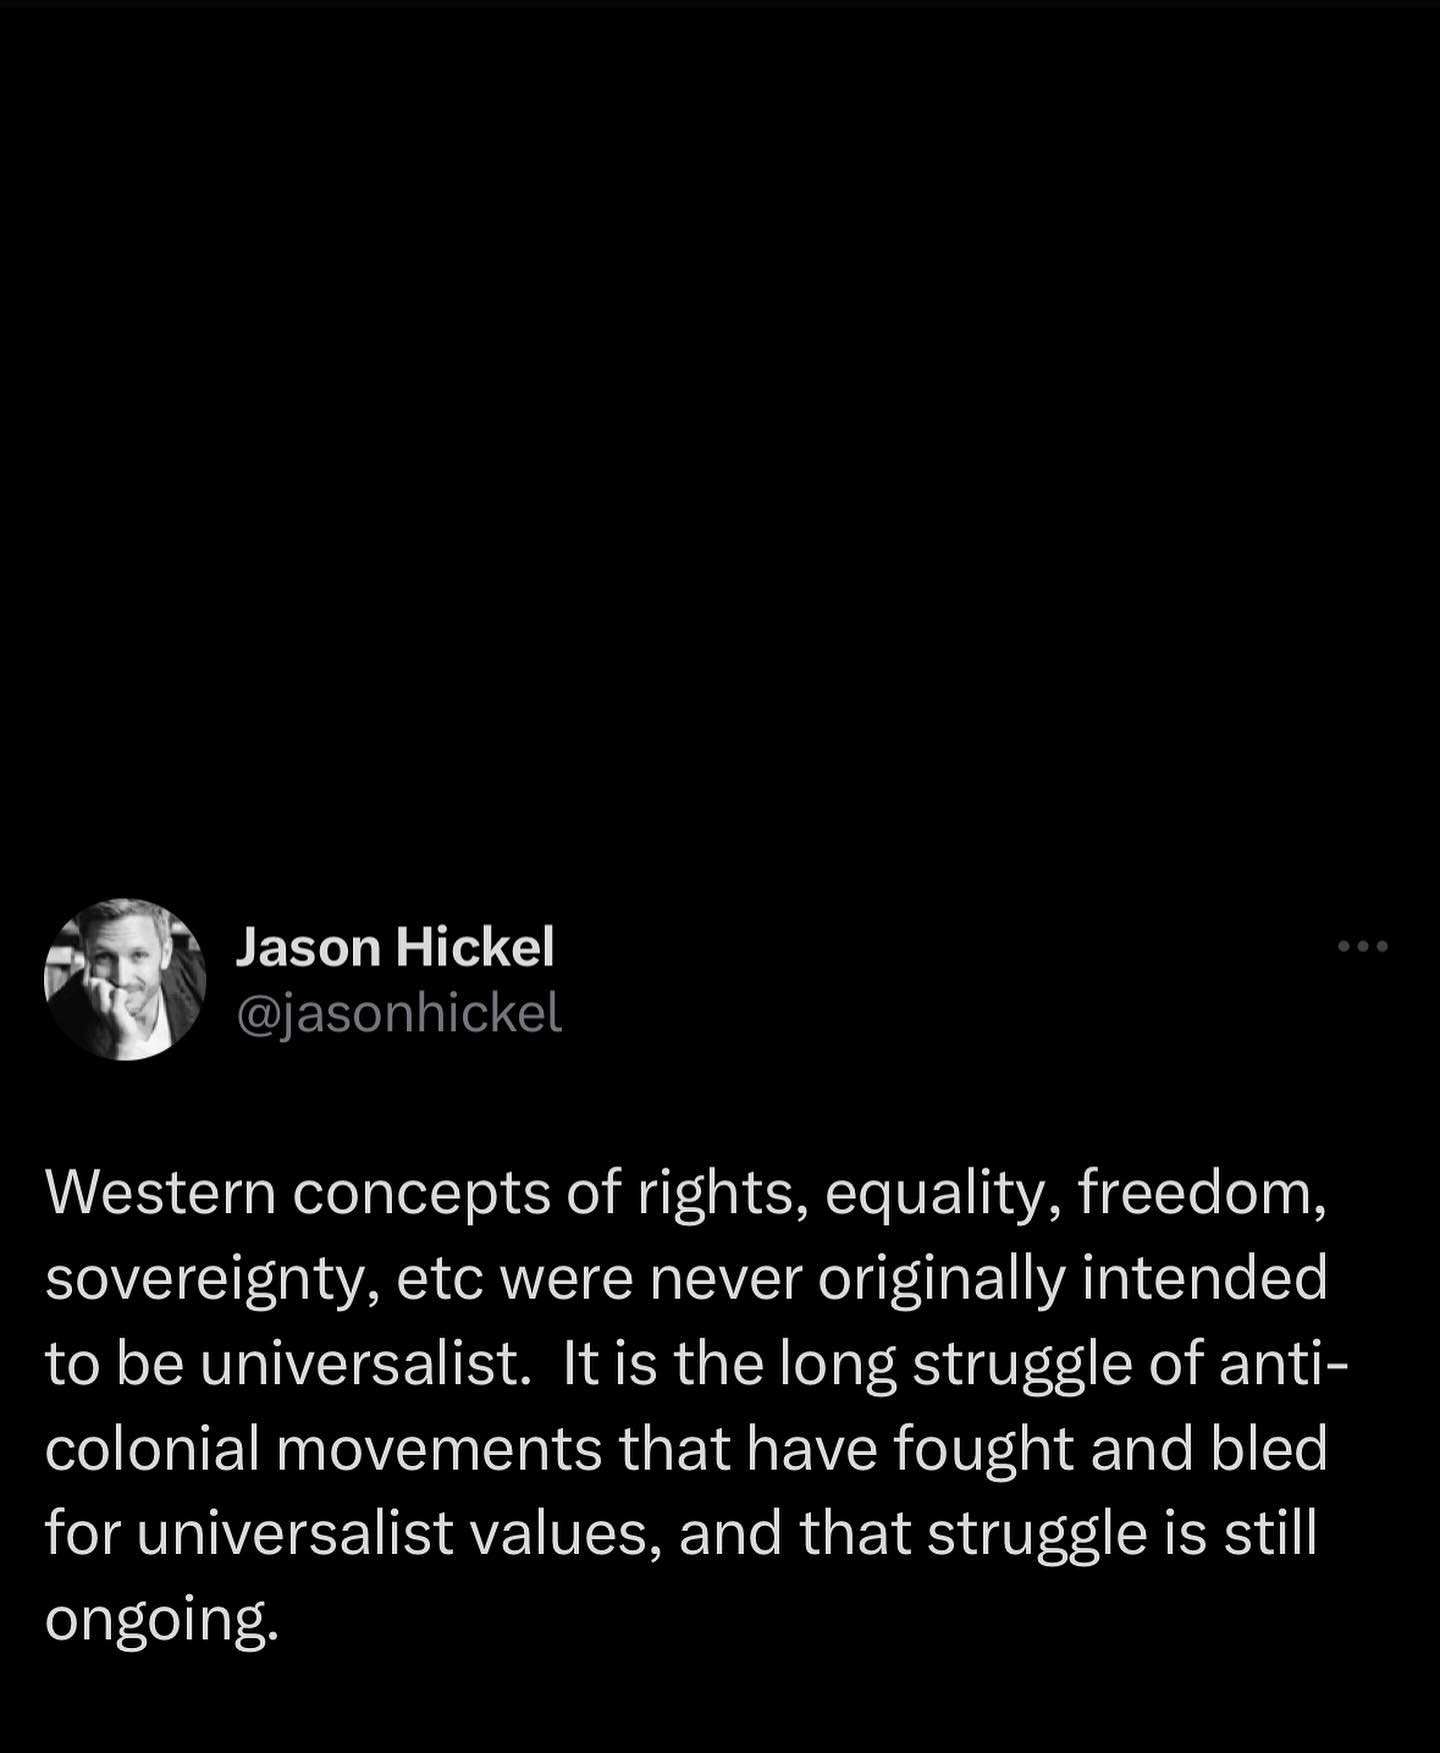 Jason Hickel
@jasonhickel
Western concepts of rights, equality, freedom,
sovereignty, etc were never originally intended
to be universalist.  It is the long struggle of anti-
colonial movements that have fought and bled
for universalist values, and that struggle is still
ongoing.